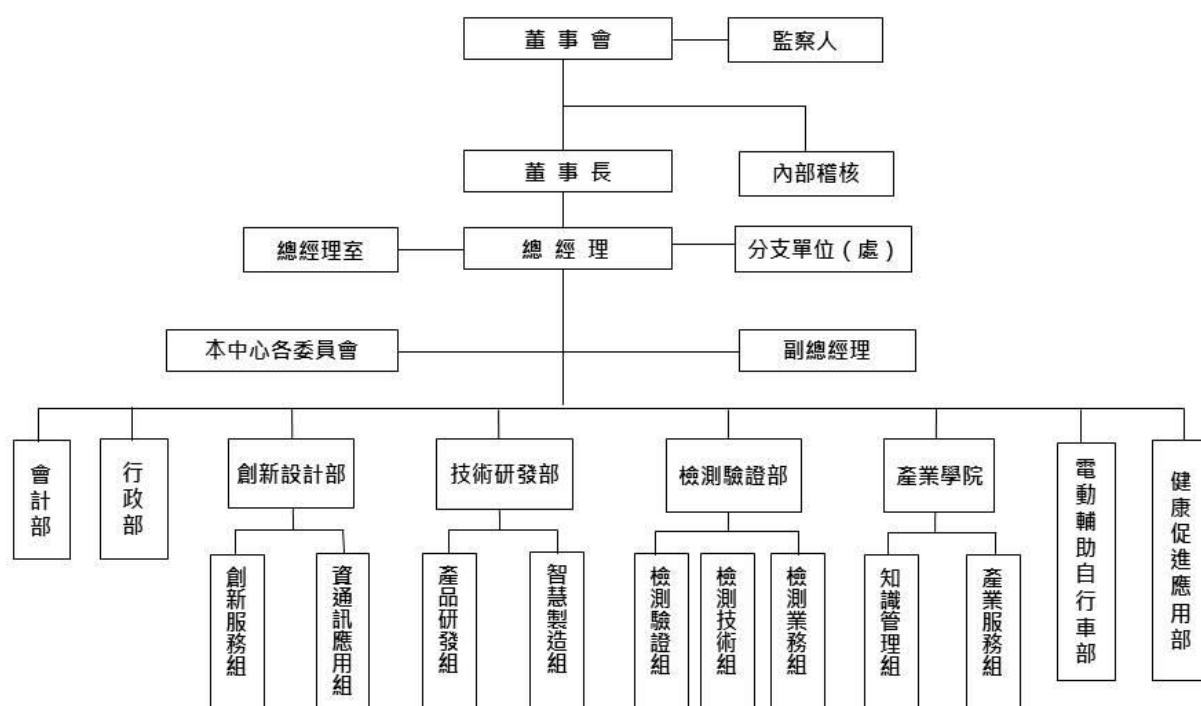 董 事 會
監察人
董 事 長
內部稽核
總經理室
總 經 理
分支單位（處）
本中心各委員會
副總經理
會計部
行政部
創新設計部
技術研發部
檢測驗證部
產業學院
電動輔助自行車部
健康促進應用部
創新服務組
資通訊應用組
產品研發組
智慧製造組
檢測驗證組
檢測技術組
檢測業務組
知識管理組
產業服務組